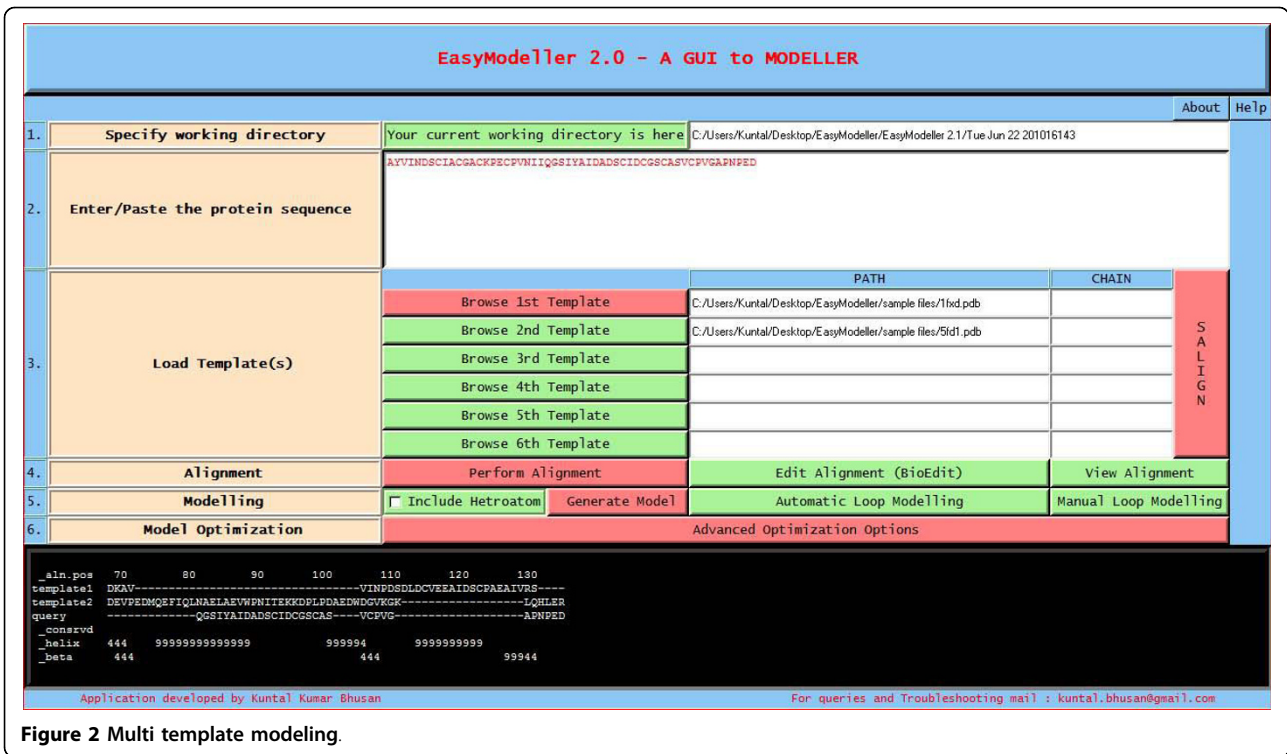 EasyModeller 2.0 - A GUI to MODELLER
About Help
1. Specify working directory Your current working directory is here C:/Users/Kuntal/Desktop/EasyModeller/EasyModeller 2.1/Tue Jun 22 201016143
2. Enter/Paste the protein sequence AYVINDSCIACGACKPECPVNIIQGSIYAIDADSCIDCGSCASVCPVGAPNPED
PATH CHAIN
3. Load Template(s)
Browse 1st Template C:/Users/Kuntal/Desktop/EasyModeller/sample files/1fxd.pdb
Browse 2nd Template C:/Users/Kuntal/Desktop/EasyModeller/sample files/5fd1.pdb
Browse 3rd Template
Browse 4th Template
Browse 5th Template
Browse 6th Template
SALIGN
4. Alignment Perform Alignment Edit Alignment (BioEdit) View Alignment
5. Modelling Include Hetroatom Generate Model Automatic Loop Modelling Manual Loop Modelling
6. Model Optimization Advanced Optimization Options
_aln.pos 70 80 90 100 110 120 130
template1 DKAV----------------------------------VINPDSDLDCVEEAIDSCPAEAIVRS----
template2 DEVPEDMQEFIQLNAELAEVWPNITEKKDPLPDAEDWDGVKGK-------------------LQHLER
query -------------QGSIYAIDADSCIDCGSCAS----VCPVG--------------------APNPED
_consrvd
_helix 444 99999999999999 999994 9999999999
_beta 444 444 99944
Application developed by Kuntal Kumar Bhusan For queries and Troubleshooting mail : kuntal.bhusan@gmail.com
Figure 2 Multi template modeling.